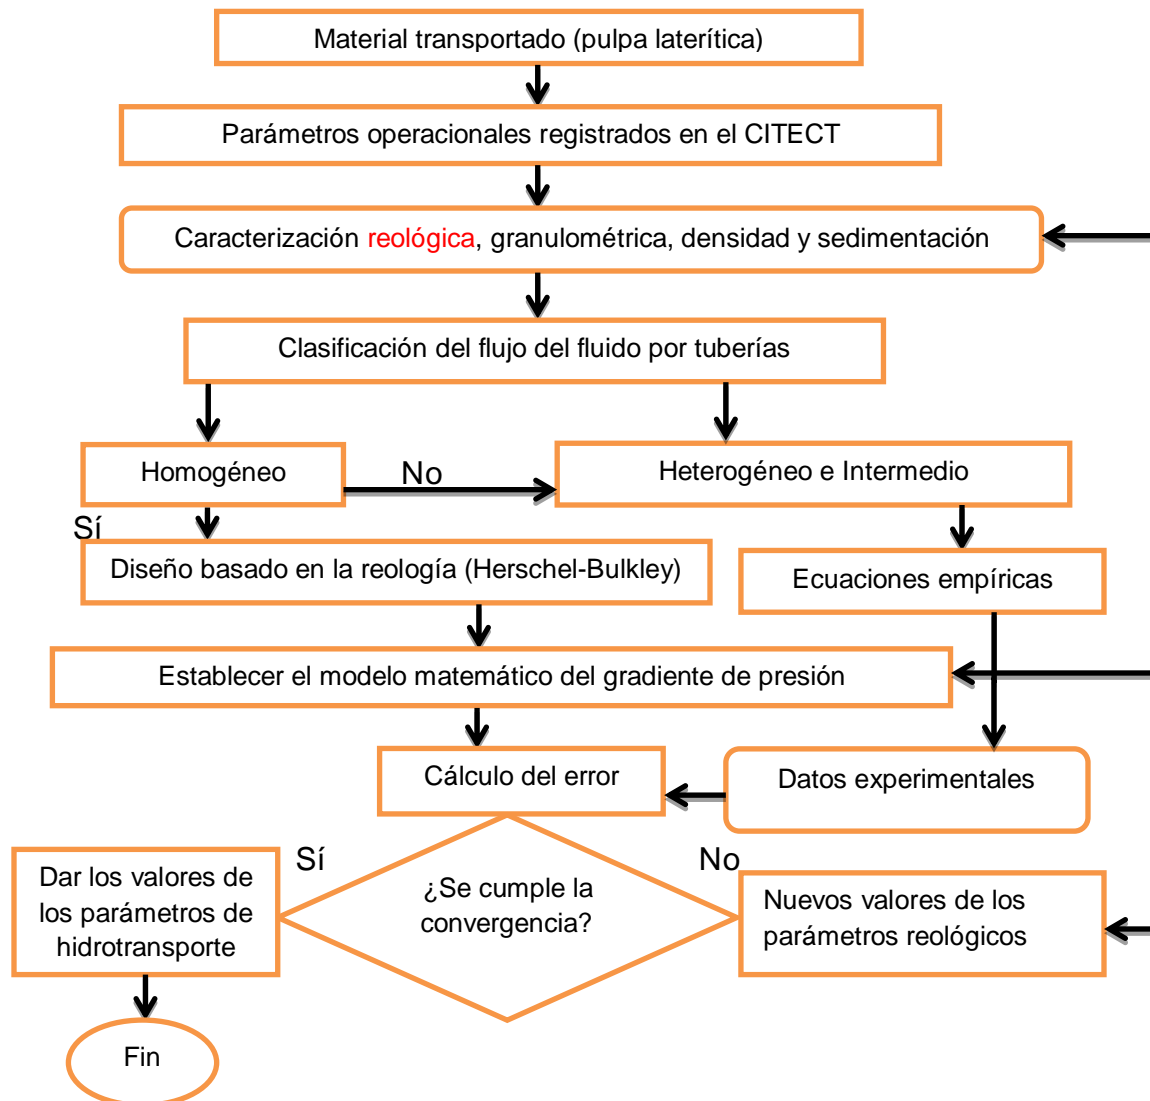 Material transportado (pulpa laterítica)
Parámetros operacionales registrados en el CITECT
Caracterización reológica, granulométrica, densidad y sedimentación
Clasificación del flujo del fluido por tuberías
Homogéneo
No
Heterogéneo e Intermedio
Sí
Diseño basado en la reología (Herschel-Bulkley)
Ecuaciones empíricas
Establecer el modelo matemático del gradiente de presión
Cálculo del error
Datos experimentales
Sí
No
Dar los valores de
los parámetros de
hidrotransporte
¿Se cumple la
convergencia?
Nuevos valores de los
parámetros reológicos
Fin